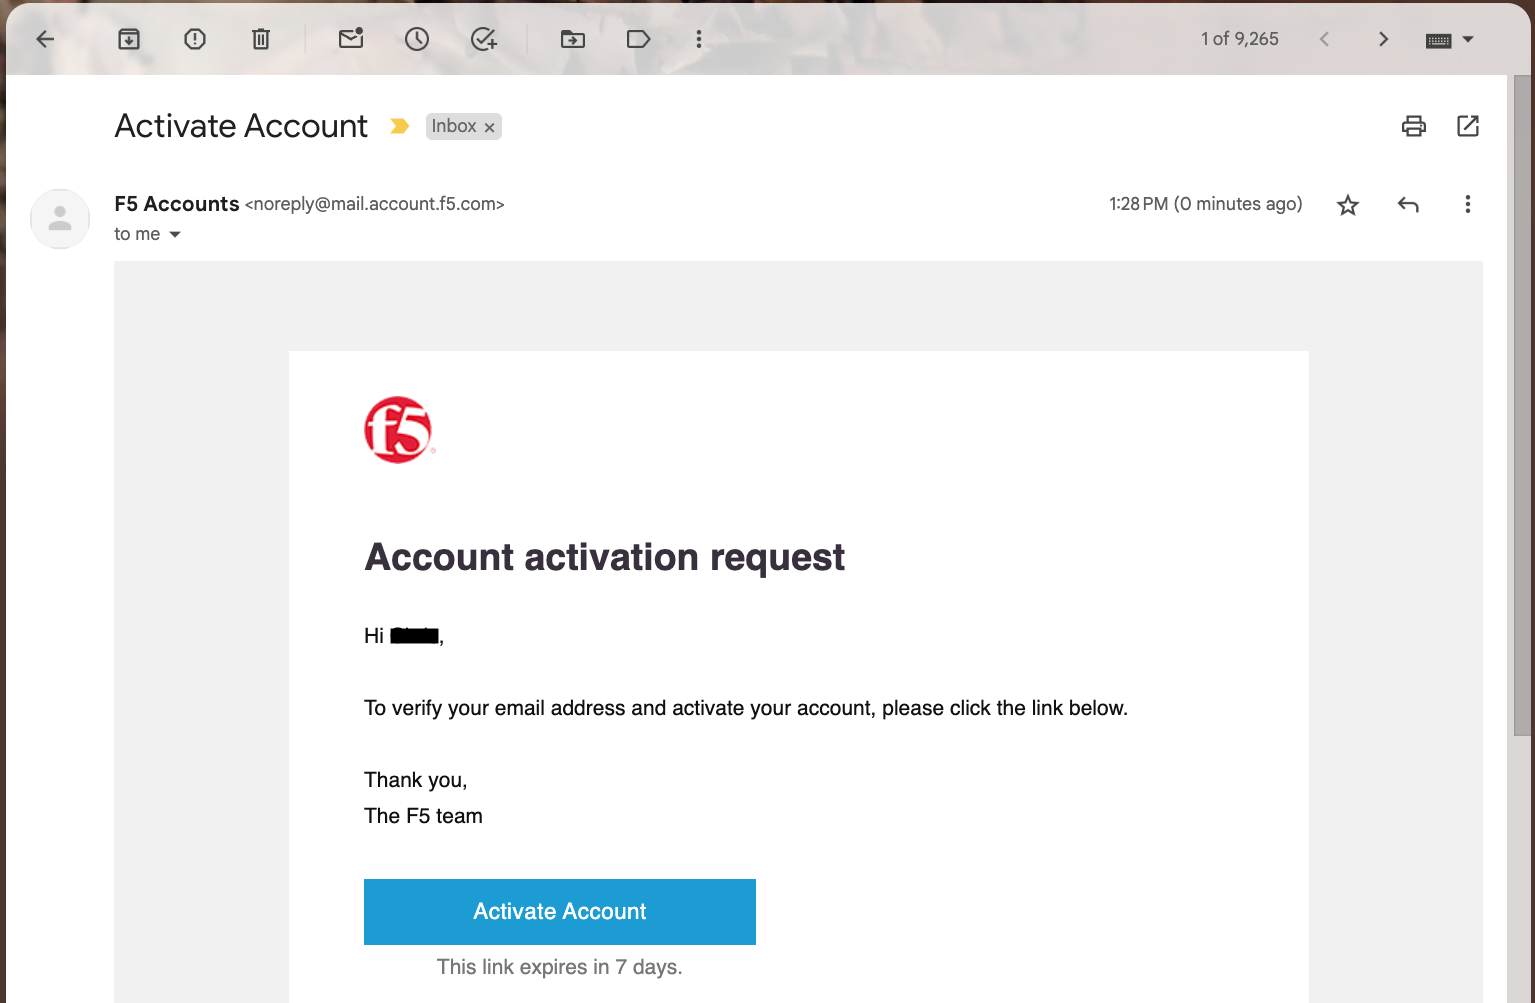 1 of 9,265
Activate Account
Inbox ×
F5 Accounts <noreply@mail.account.f5.com>
1:28 PM (0 minutes ago)
to me
f5
Account activation request
Hi ,
To verify your email address and activate your account, please click the link below.
Thank you,
The F5 team
Activate Account
This link expires in 7 days.